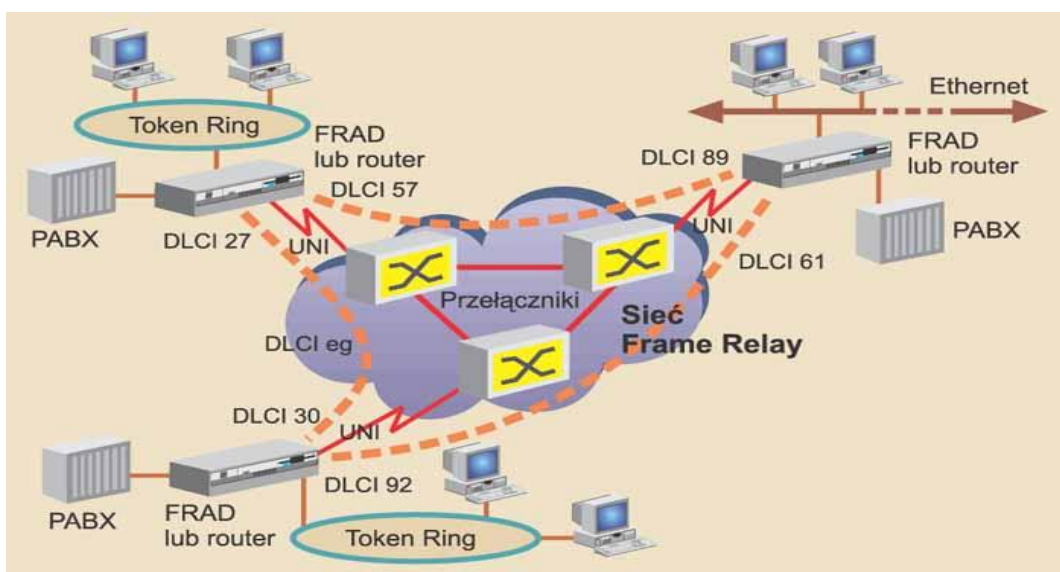 Token Ring
FRAD
lub router
PABX
DLCI 27
DLCI 57
UNI
DLCI 89
Ethernet
FRAD
lub router
UNI
PABX
DLCI 61
Przełączniki
Sieć
Frame Relay
DLCI eg
DLCI 30
UNI
PABX
FRAD
lub router
DLCI 92
Token Ring